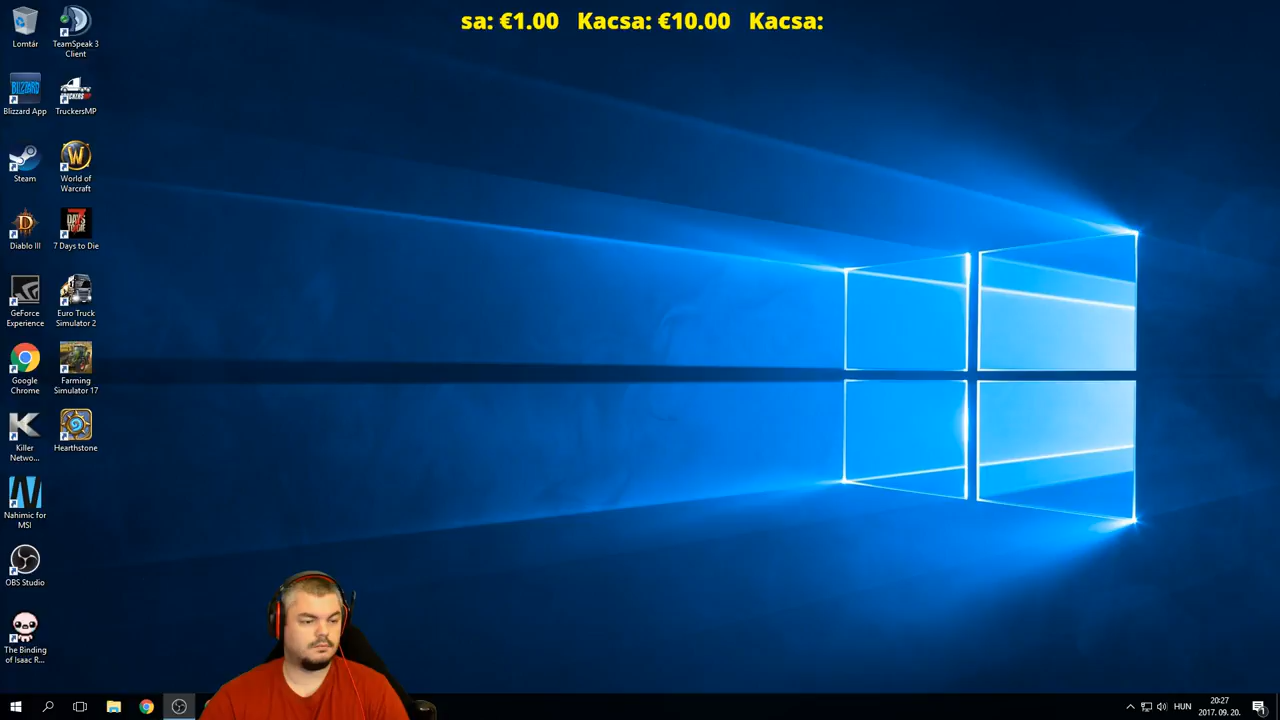 sa: €1.00 Kacsa: €10.00 Kacsa:
Lomtár
TeamSpeak 3
Client
Blizzard App
TruckersMP
Steam
World of
Warcraft
Diablo III
7 Days to Die
GeForce
Experience
Euro Truck
Simulator 2
Google
Chrome
Farming
Simulator 17
Killer
Netwo...
Hearthstone
Nahimic for
MSI
OBS Studio
The Binding
of Isaac R...
HUN
20:27
2017. 09. 20.
1